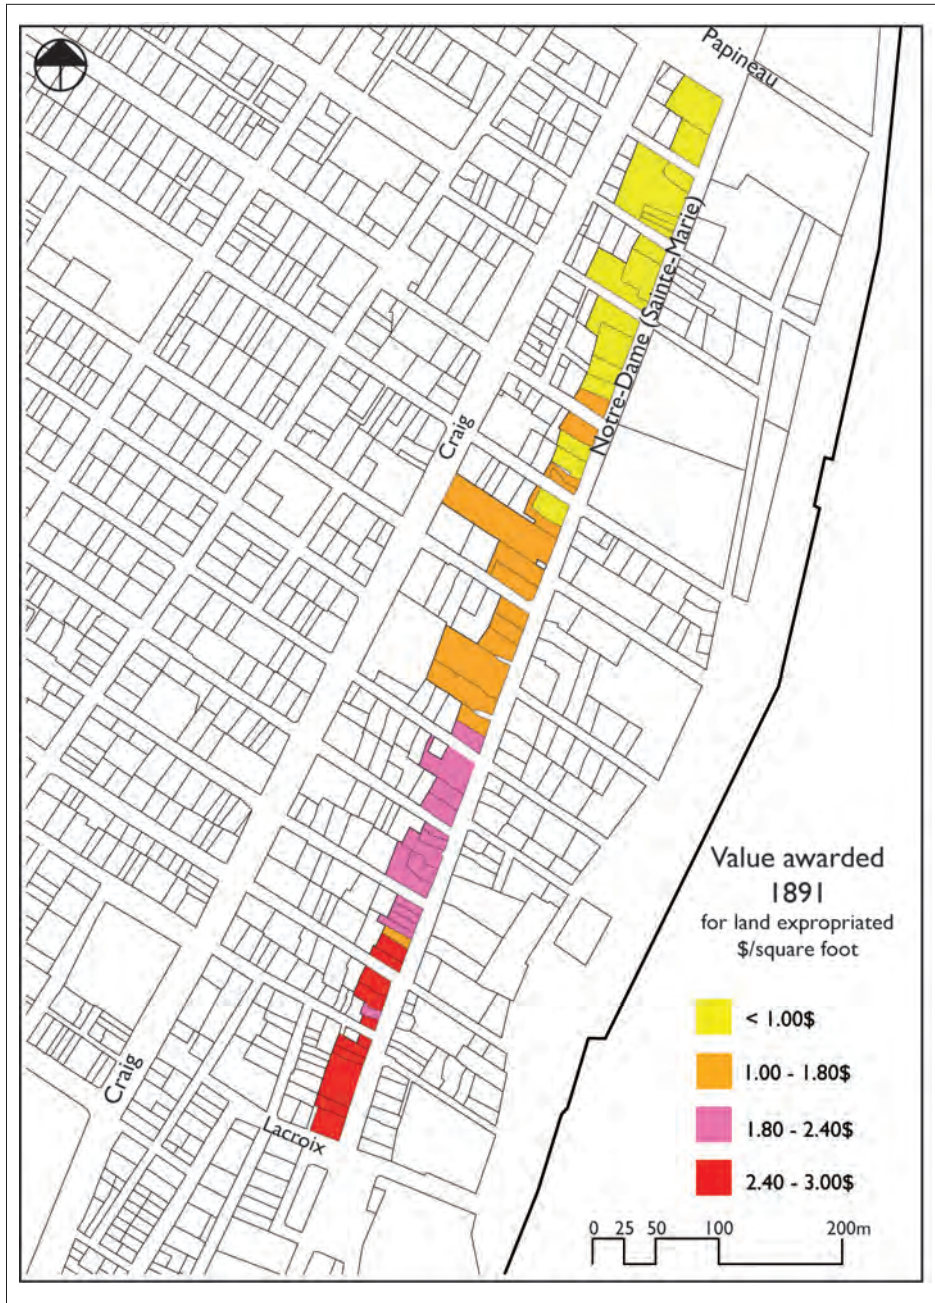 Papineau
Notre-Dame (Sainte-Marie)
Craig
Craig
Lacroix
Value awarded
1891
for land expropriated
$/square foot
< 1.00$
1.00 - 1.80$
1.80 - 2.40$
2.40 - 3.00$
0 25 50 100 200m